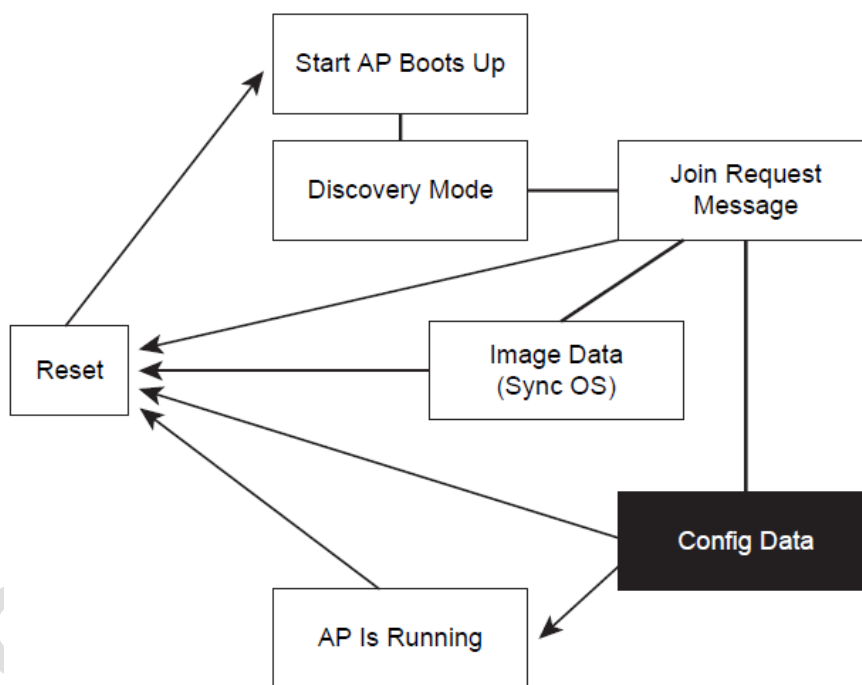 Start AP Boots Up
Discovery Mode
Join Request
Message
Reset
Image Data
(Sync OS)
Config Data
AP Is Running